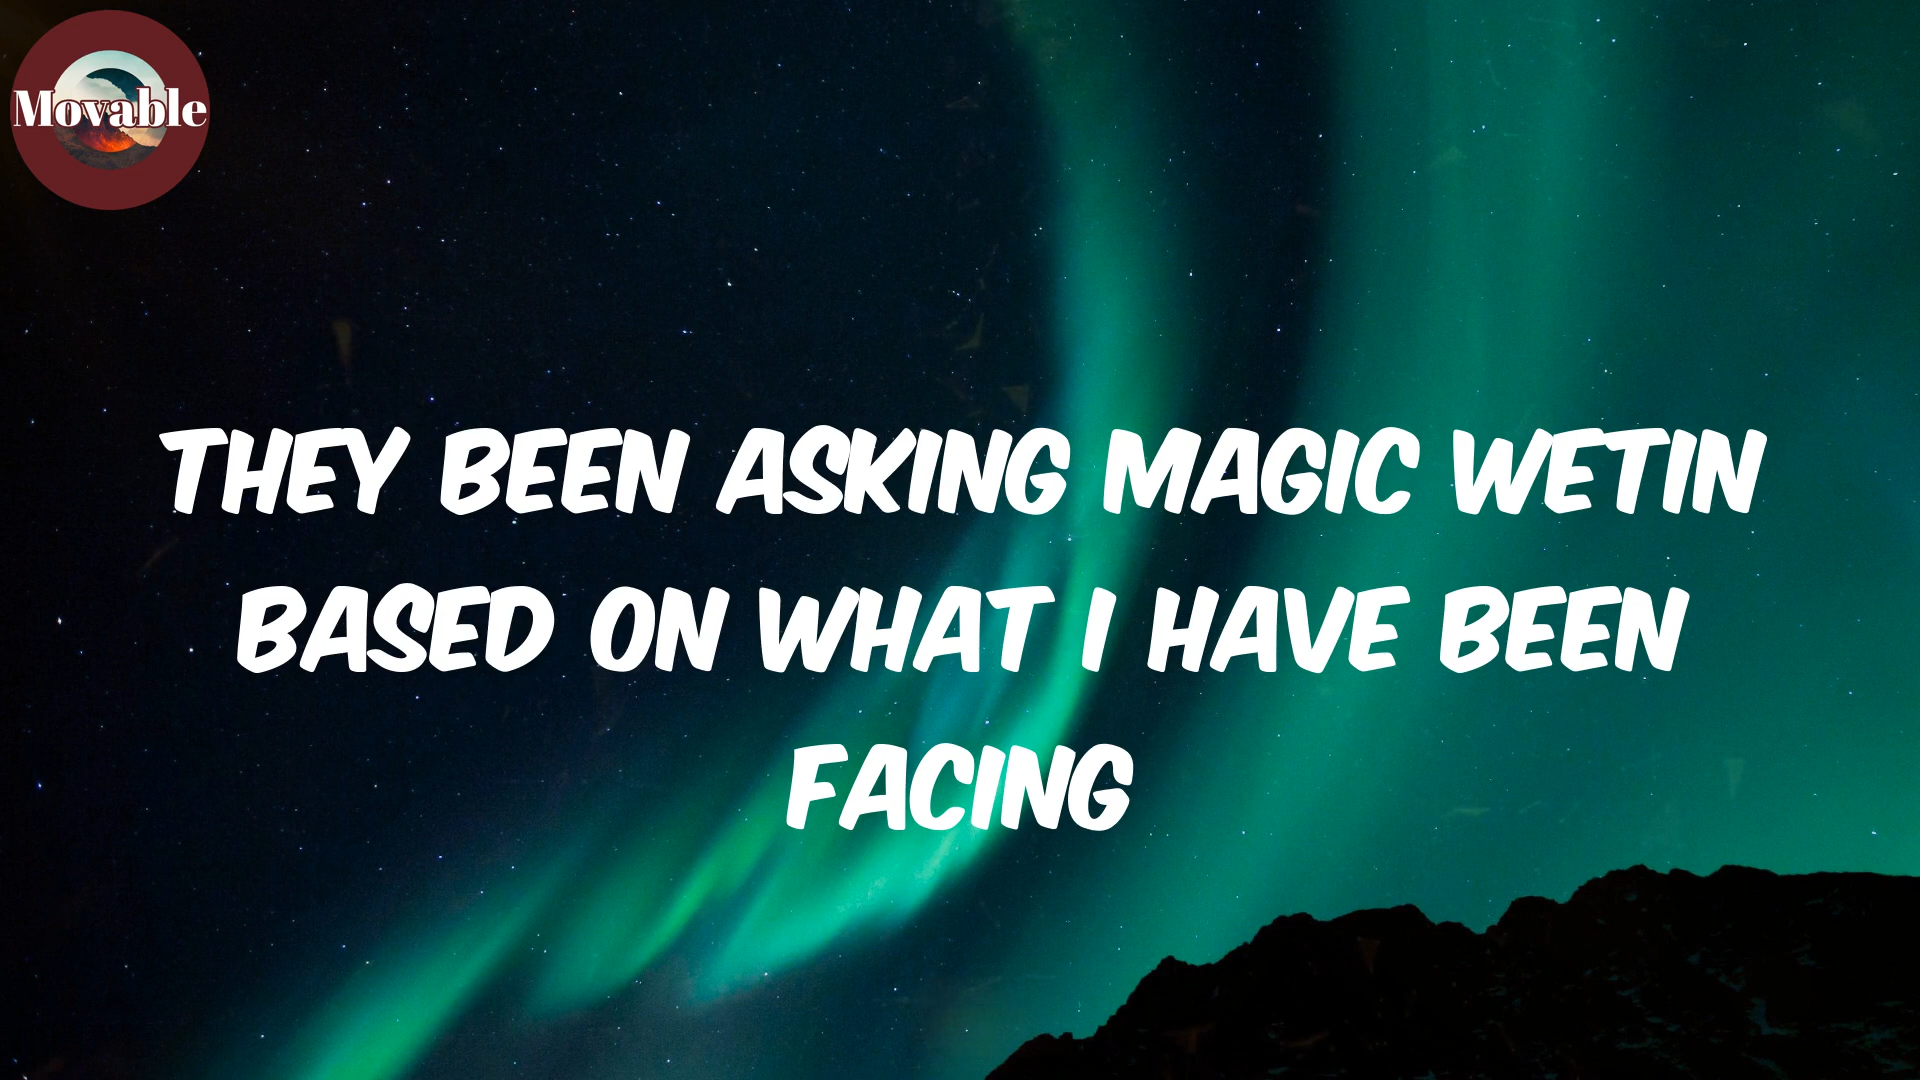 Movable
THEY BEEN ASKING MAGIC WETIN
BASED ON WHAT I HAVE BEEN
FACING